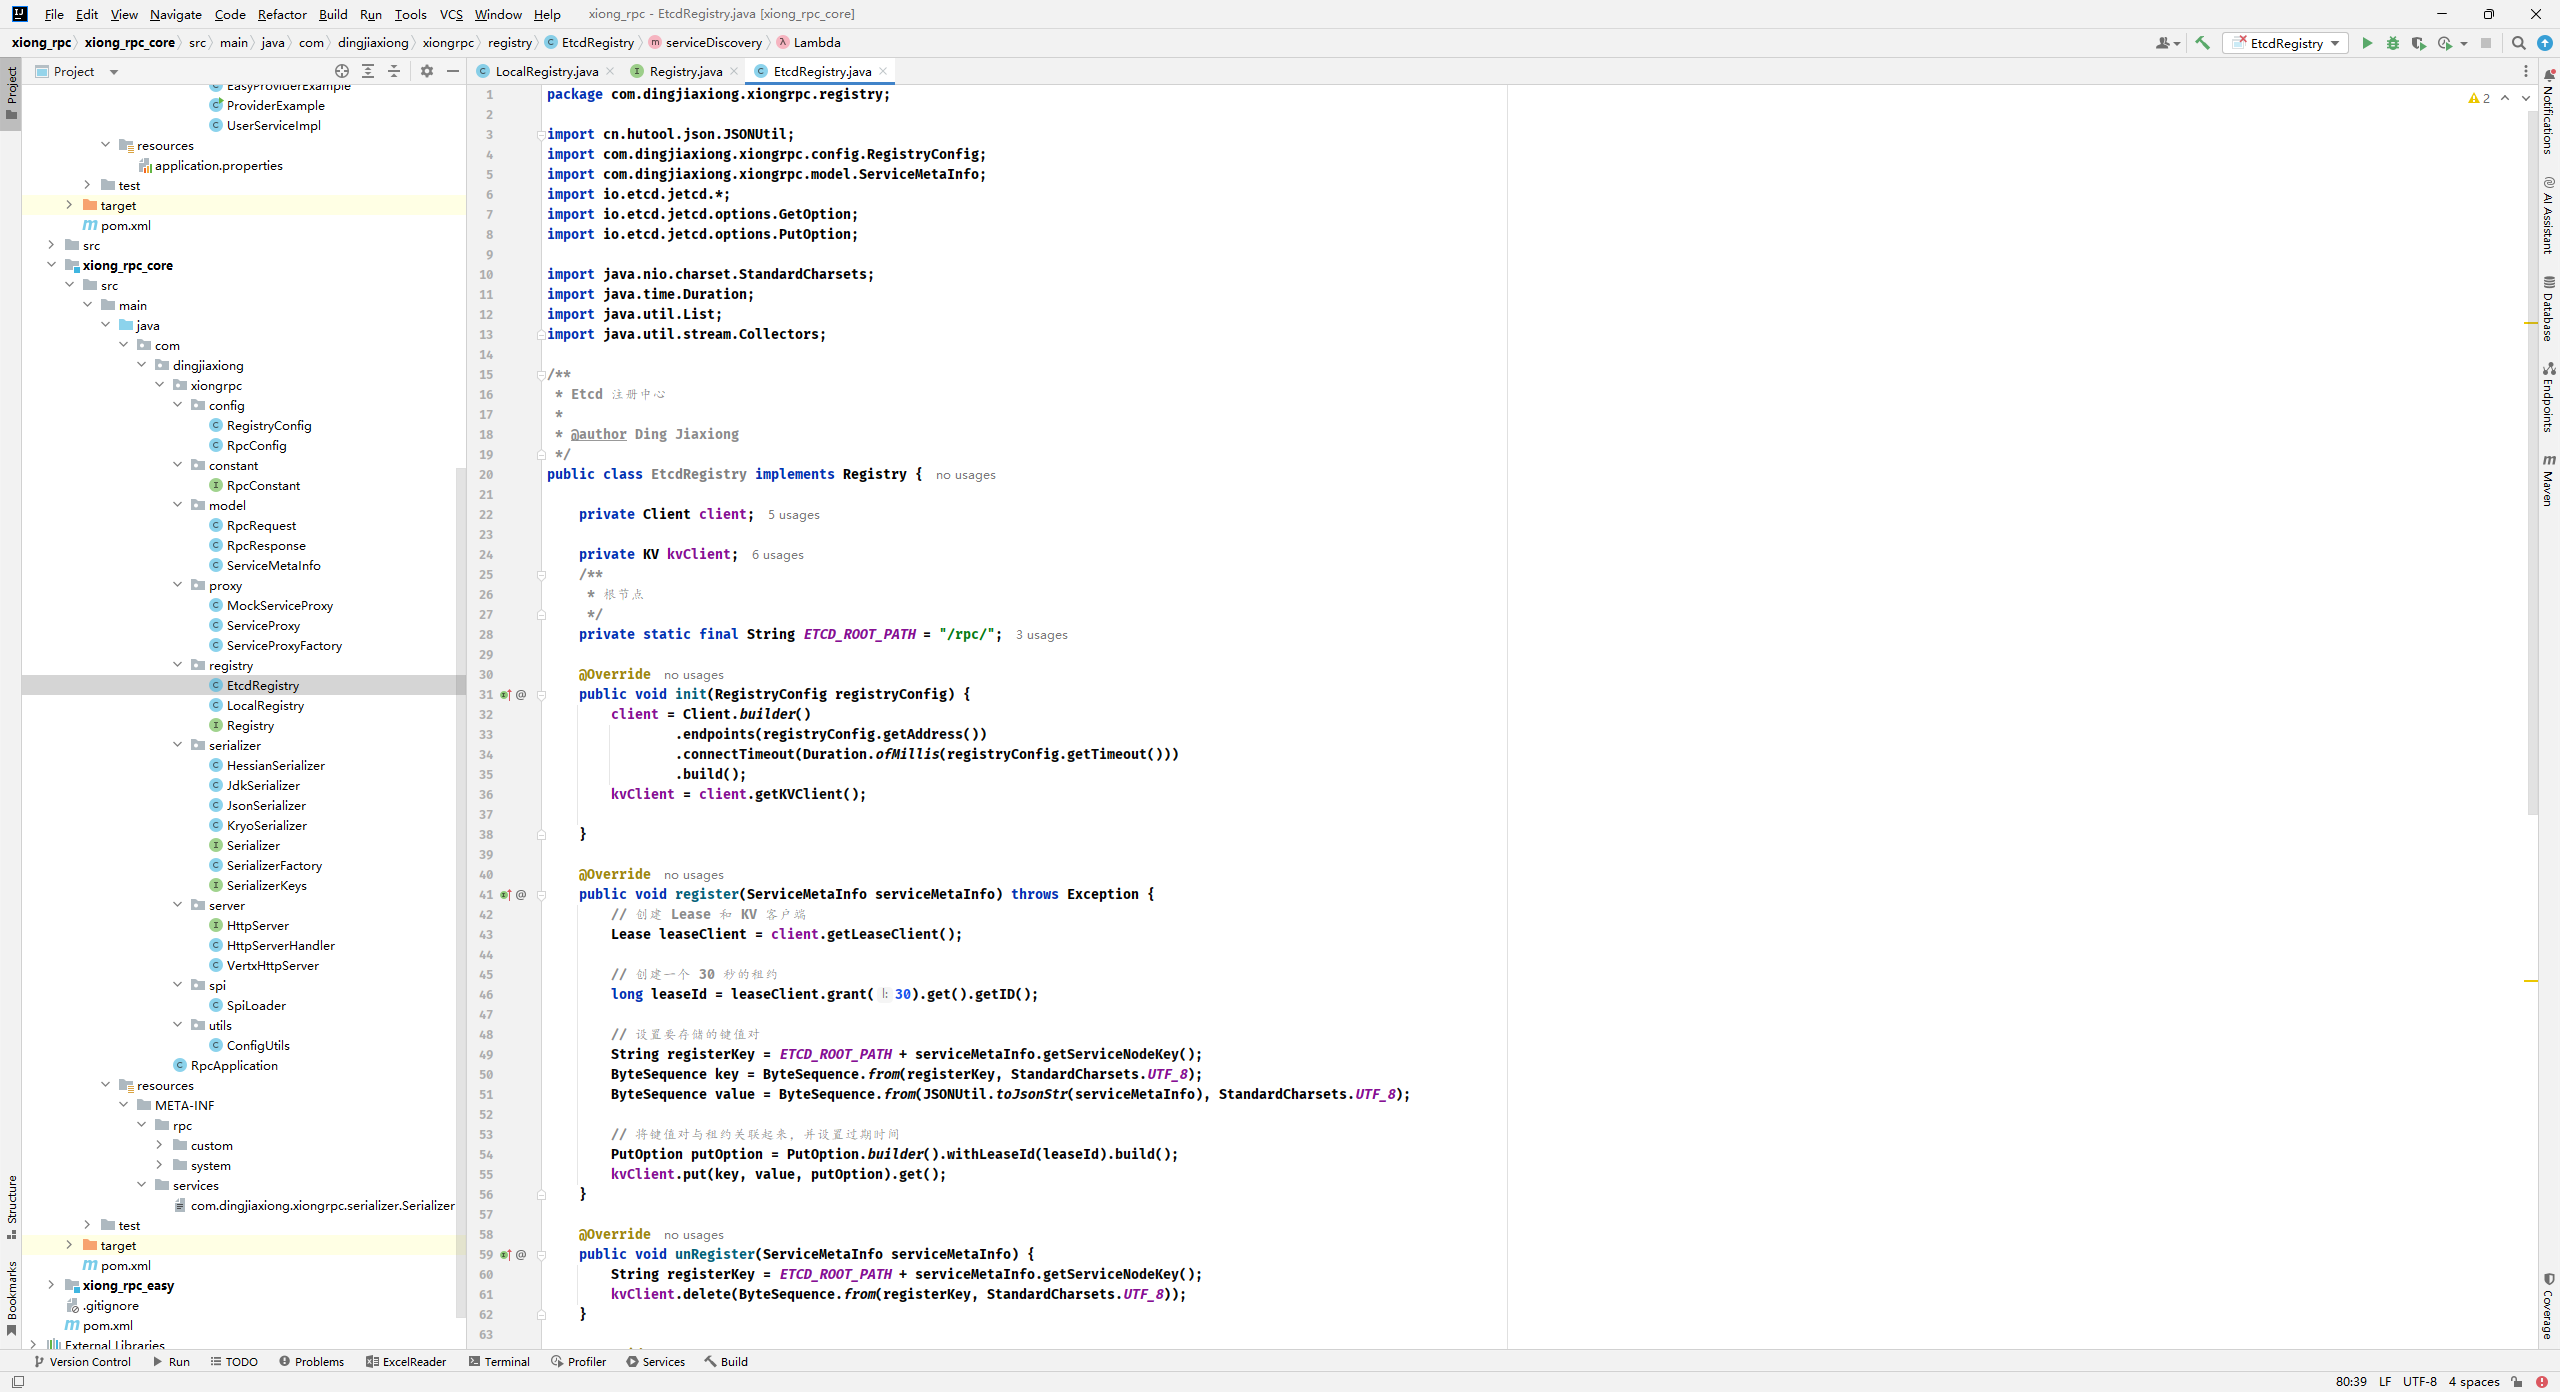 File Edit View Navigate Code Refactor Build Run Tools VCS Window Help xiong_rpc - EtcdRegistry.java [xiong_rpc_core]
xiong_rpc xiong_rpc_core src main java com dingjiaxiong xiongrpc registry EtcdRegistry serviceDiscovery Lambda EtcdRegistry
Project
LocalRegistry.java Registry.java EtcdRegistry.java
Project
EasyProviderExample
ProviderExample
UserServiceImpl
resources
application.properties
test
target
pom.xml
src
xiong_rpc_core
src
main
java
com
dingjiaxiong
xiongrpc
config
RegistryConfig
RpcConfig
constant
RpcConstant
model
RpcRequest
RpcResponse
ServiceMetaInfo
proxy
MockServiceProxy
ServiceProxy
ServiceProxyFactory
registry
EtcdRegistry
LocalRegistry
Registry
serializer
HessianSerializer
JdkSerializer
JsonSerializer
KryoSerializer
Serializer
SerializerFactory
SerializerKeys
server
HttpServer
HttpServerHandler
VertxHttpServer
spi
SpiLoader
utils
ConfigUtils
RpcApplication
resources
META-INF
rpc
custom
system
services
com.dingjiaxiong.xiongrpc.serializer.Serializer
test
target
pom.xml
xiong_rpc_easy
.gitignore
pom.xml
External Libraries
Structure
Bookmarks
1 package com.dingjiaxiong.xiongrpc.registry;
2
3 import cn.hutool.json.JSONUtil;
4 import com.dingjiaxiong.xiongrpc.config.RegistryConfig;
5 import com.dingjiaxiong.xiongrpc.model.ServiceMetaInfo;
6 import io.etcd.jetcd.*;
7 import io.etcd.jetcd.options.GetOption;
8 import io.etcd.jetcd.options.PutOption;
9
10 import java.nio.charset.StandardCharsets;
11 import java.time.Duration;
12 import java.util.List;
13 import java.util.stream.Collectors;
14
15 /**
16 * Etcd 注册中心
17 *
18 * @author Ding Jiaxiong
19 */
20 public class EtcdRegistry implements Registry { no usages
21
22 private Client client; 5 usages
23
24 private KV kvClient; 6 usages
25 /**
26 * 根节点
27 */
28 private static final String ETCD_ROOT_PATH = "/rpc/"; 3 usages
29
30 @Override no usages
31 public void init(RegistryConfig registryConfig) {
32 client = Client.builder()
33 .endpoints(registryConfig.getAddress())
34 .connectTimeout(Duration.ofMillis(registryConfig.getTimeout()))
35 .build();
36 kvClient = client.getKVClient();
37
38 }
39
40 @Override no usages
41 public void register(ServiceMetaInfo serviceMetaInfo) throws Exception {
42 // 创建 Lease 和 KV 客户端
43 Lease leaseClient = client.getLeaseClient();
44
45 // 创建一个 30 秒的租约
46 long leaseId = leaseClient.grant( l: 30).get().getID();
47
48 // 设置要存储的键值对
49 String registerKey = ETCD_ROOT_PATH + serviceMetaInfo.getServiceNodeKey();
50 ByteSequence key = ByteSequence.from(registerKey, StandardCharsets.UTF_8);
51 ByteSequence value = ByteSequence.from(JSONUtil.toJsonStr(serviceMetaInfo), StandardCharsets.UTF_8);
52
53 // 将键值对与租约关联起来，并设置过期时间
54 PutOption putOption = PutOption.builder().withLeaseId(leaseId).build();
55 kvClient.put(key, value, putOption).get();
56 }
57
58 @Override no usages
59 public void unRegister(ServiceMetaInfo serviceMetaInfo) {
60 String registerKey = ETCD_ROOT_PATH + serviceMetaInfo.getServiceNodeKey();
61 kvClient.delete(ByteSequence.from(registerKey, StandardCharsets.UTF_8));
62 }
63
2
Notifications
AI Assistant
Database
Endpoints
Maven
Coverage
Version Control Run TODO Problems ExcelReader Terminal Profiler Services Build
80:39 LF UTF-8 4 spaces